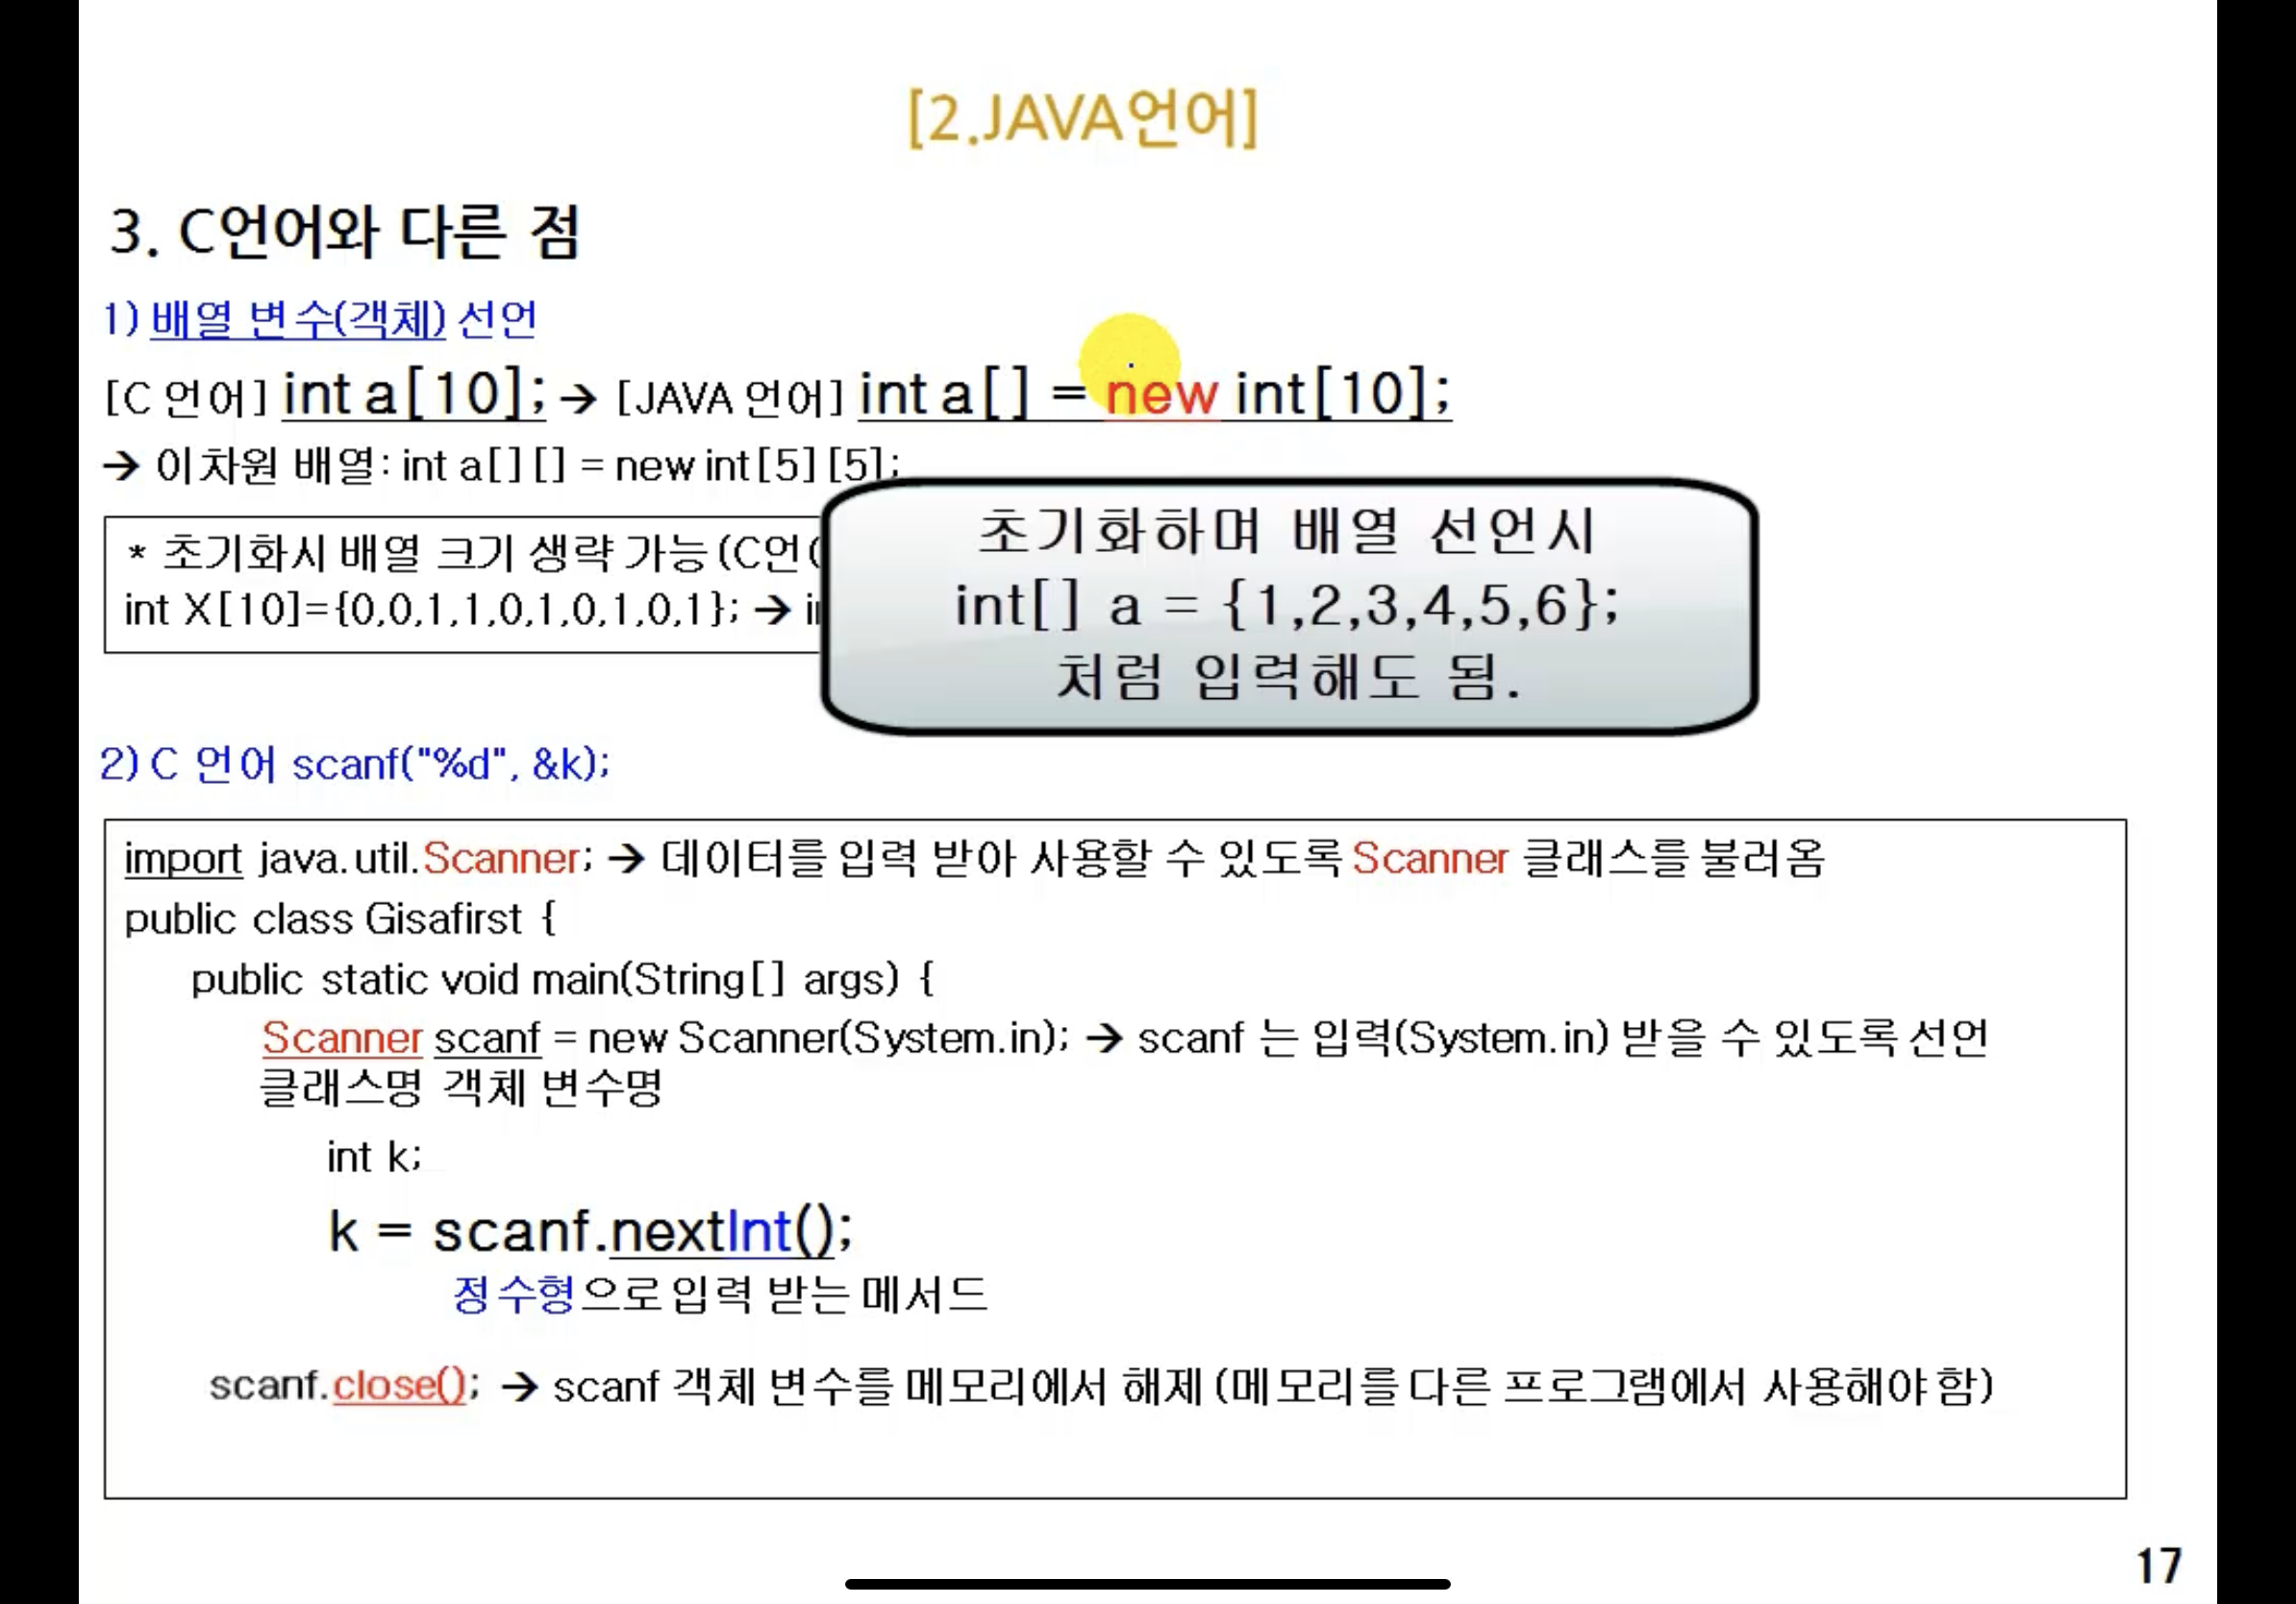 [2.JAVA언어]
3. C언어와 다른 점
1) 배열 변수(객체) 선언
[C 언어] int a[10]; → [JAVA 언어] int a[] = new int[10];
→ 이차원 배열: int a[][] = new int[5][5];
* 초기화시 배열 크기 생략 가능(C언
int X[10]={0,0,1,1,0,1,0,1,0,1}; →
초기화하며 배열 선언시
int[] a = {1,2,3,4,5,6};
처럼 입력해도 됨.
2) C 언어 scanf("%d", &k);
import java.util.Scanner; → 데이터를 입력 받아 사용할 수 있도록 Scanner 클래스를 불러옴
public class Gisafirst {
public static void main(String[] args) {
Scanner scanf = new Scanner(System.in); → scanf 는 입력(System.in) 받을 수 있도록 선언
클래스명 객체 변수명
int k;
k = scanf.nextInt();
정수형으로 입력 받는 메서드
scanf.close(); → scanf 객체 변수를 메모리에서 해제 (메모리를 다른 프로그램에서 사용해야 함)
17